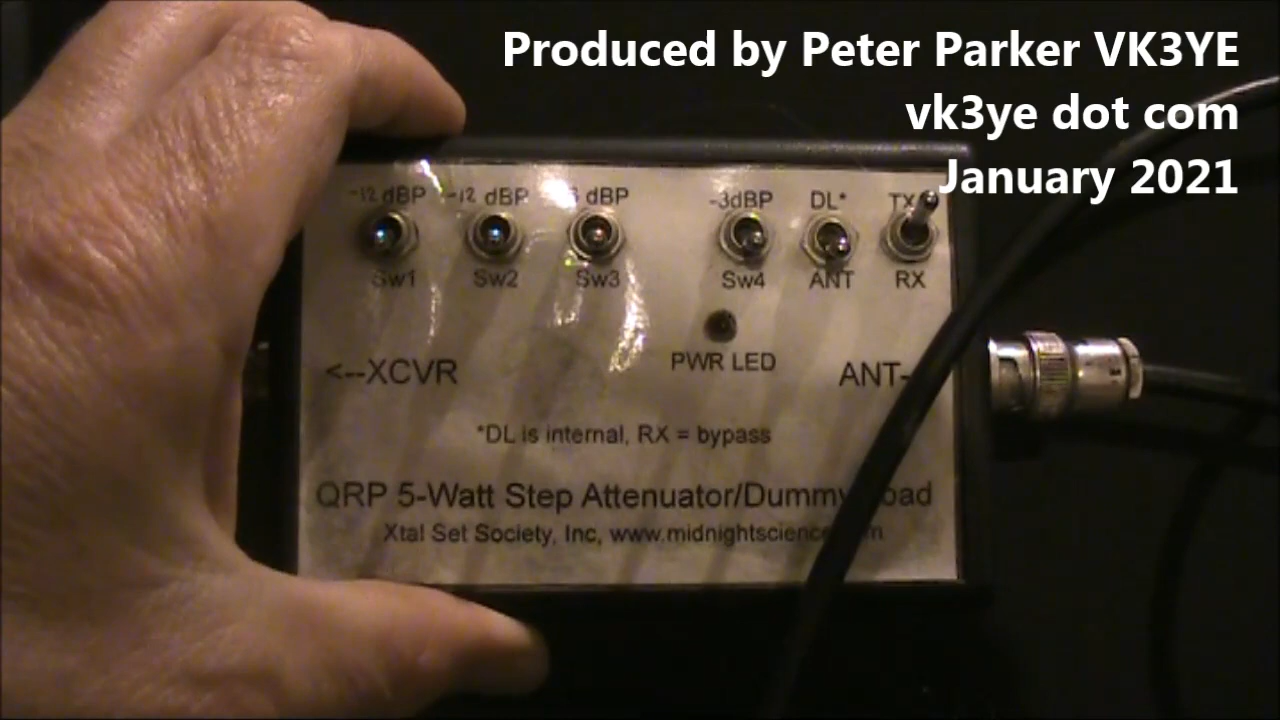 Produced by Peter Parker VK3YE
vk3ye dot com
January 2021
-12 dBP -12 dBP dBP -3dBP DL* TX
Sw1 Sw2 Sw3 Sw4 ANT RX
PWR LED
<--XCVR ANT-
*DL is internal, RX = bypass
QRP 5-Watt Step Attenuator/Dummy
Xtal Set Society, Inc, www.midnightscience